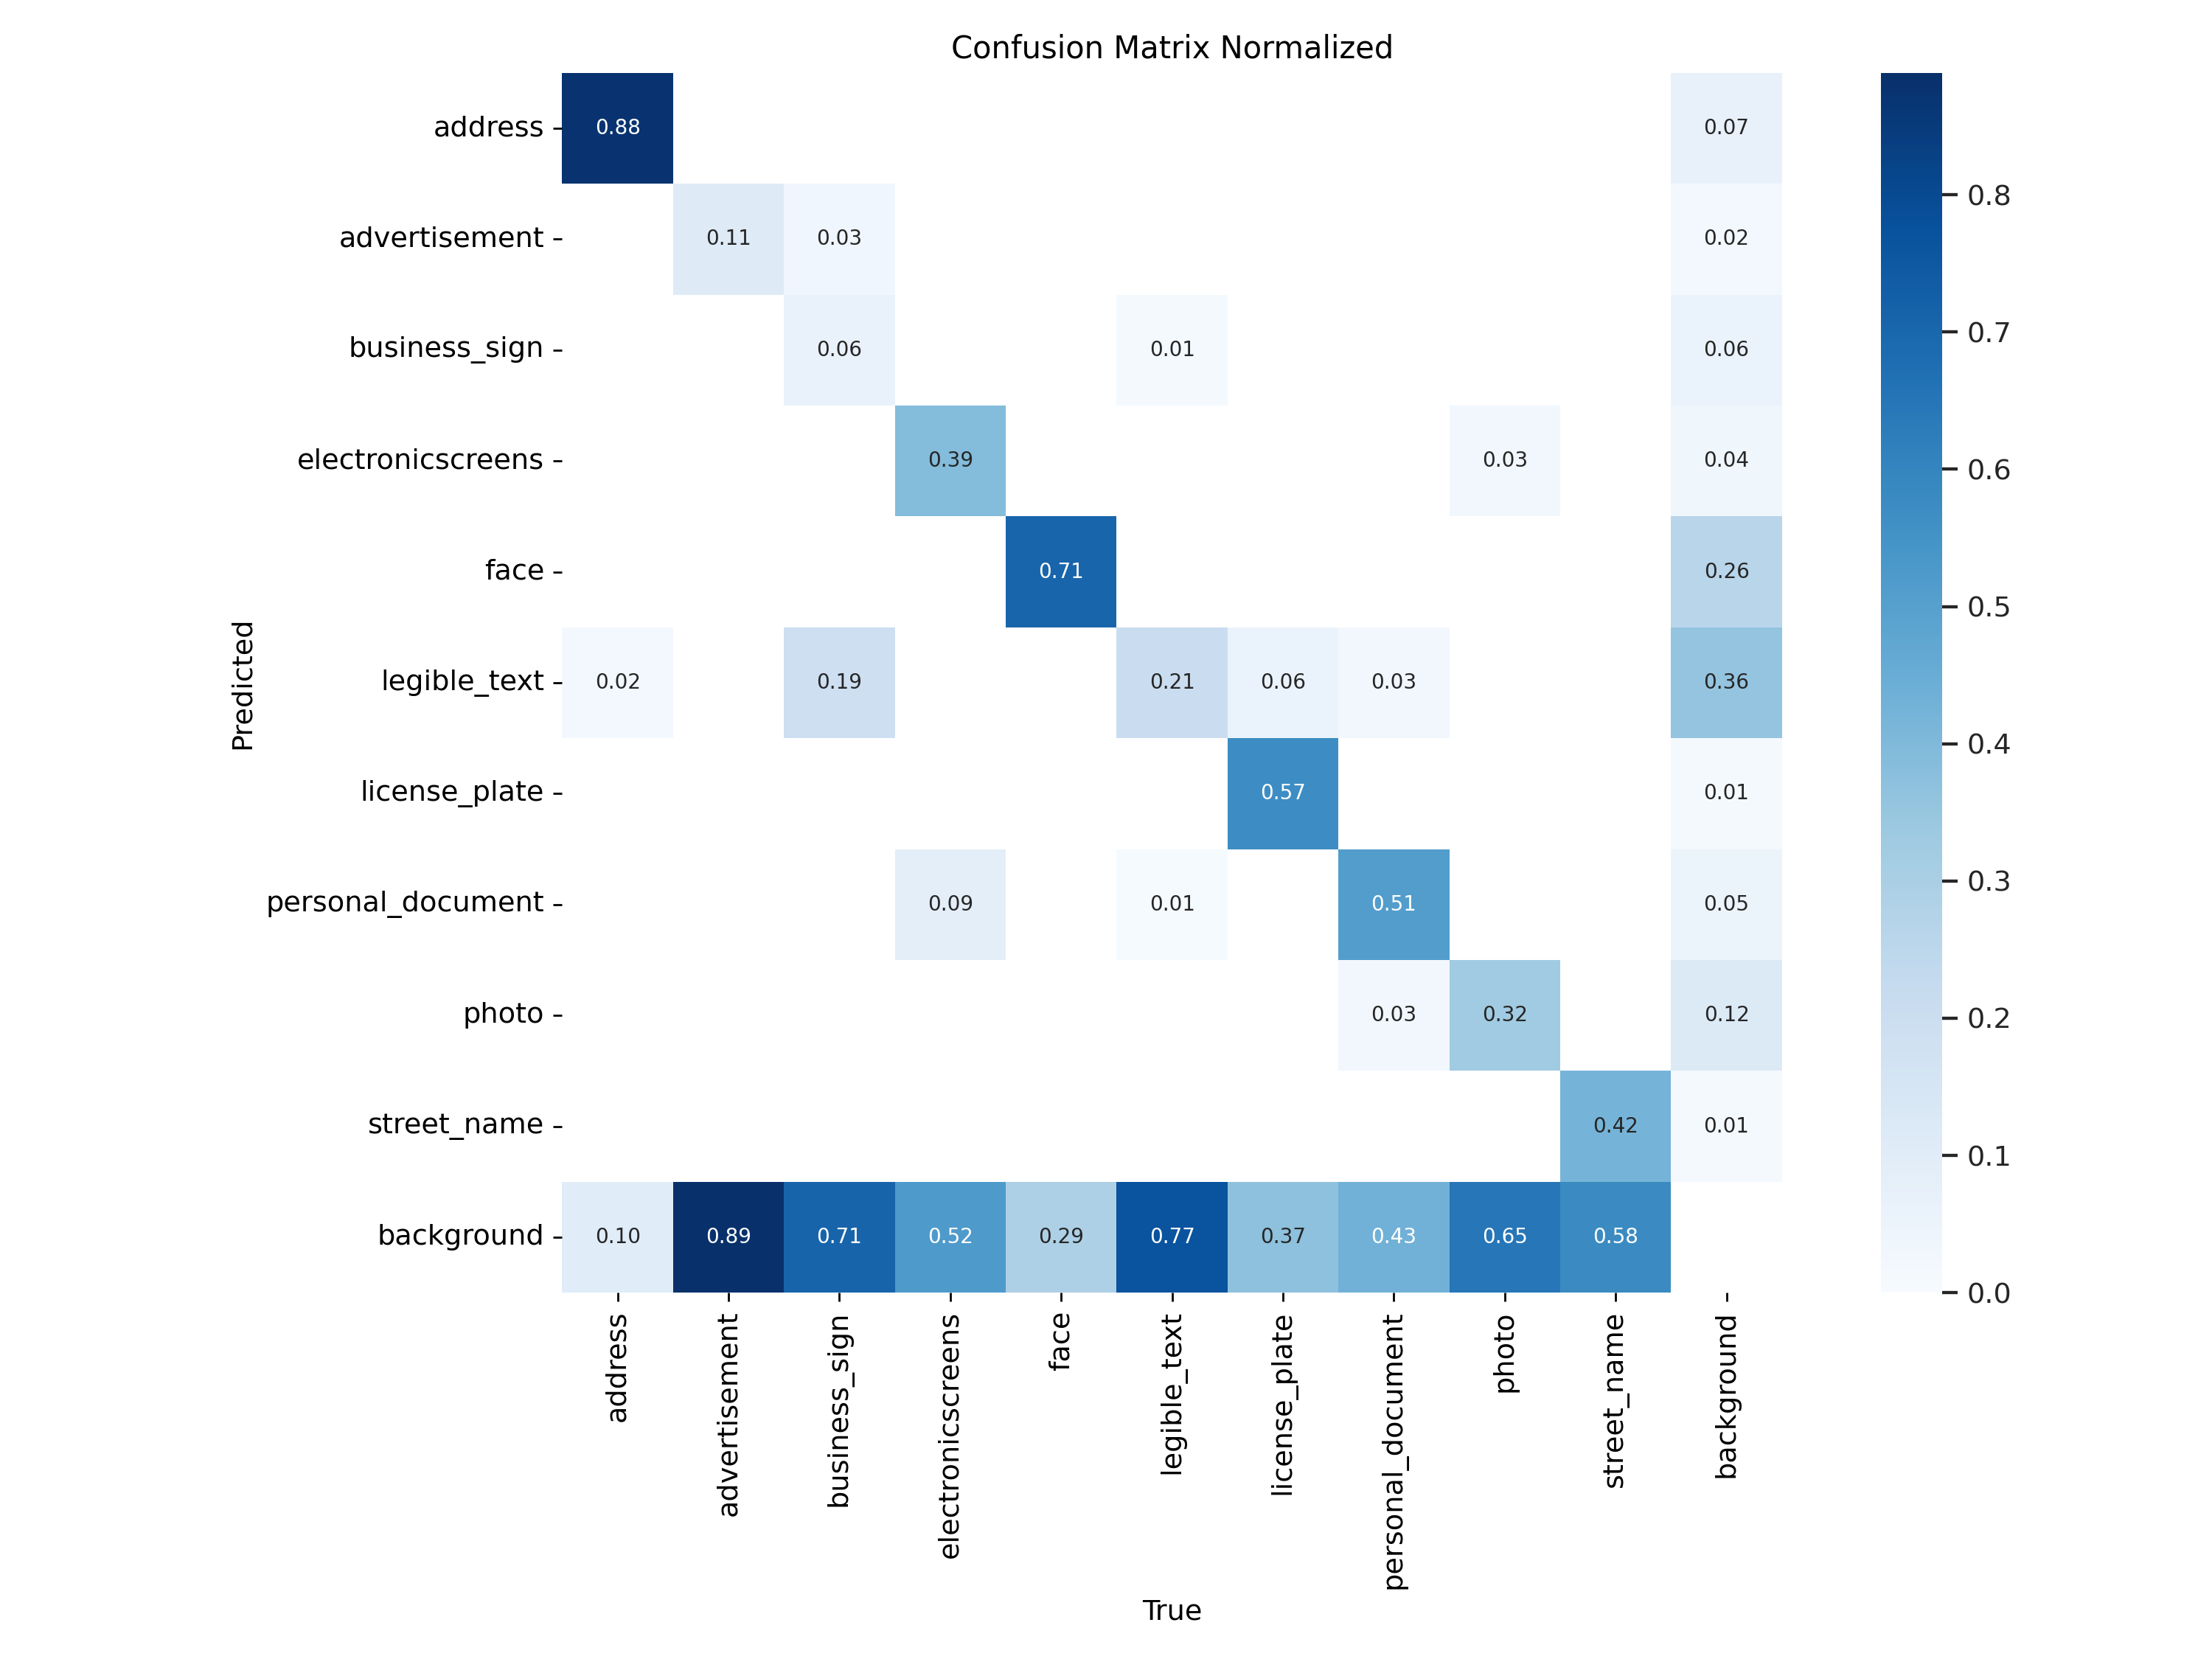 Confusion Matrix Normalized
address 0.88 0.07
advertisement 0.11 0.03 0.02
business_sign 0.06 0.01 0.06
electronicscreens 0.39 0.03 0.04
face 0.71 0.26
legible_text 0.02 0.19 0.21 0.06 0.03 0.36
license_plate 0.57 0.01
personal_document 0.09 0.01 0.51 0.05
photo 0.03 0.32 0.12
street_name 0.42 0.01
background 0.10 0.89 0.71 0.52 0.29 0.77 0.37 0.43 0.65 0.58
Predicted
address
advertisement
business_sign
electronicscreens
face
legible_text
license_plate
personal_document
photo
street_name
background
True
0.8
0.7
0.6
0.5
0.4
0.3
0.2
0.1
0.0